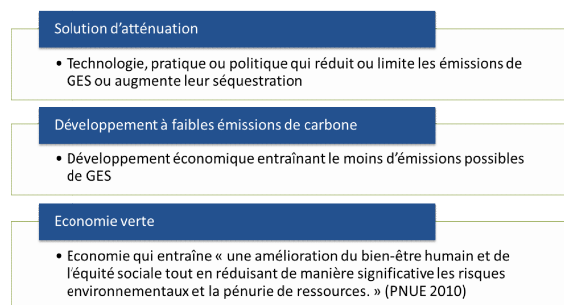 Solution d'atténuation
• Technologie, pratique ou politique qui réduit ou limite les émissions de
GES ou augmente leur séquestration
Développement à faibles émissions de carbone
• Développement économique entraînant le moins d'émissions possibles
de GES
Economie verte
• Economie qui entraîne « une amélioration du bien-être humain et de
l'équité sociale tout en réduisant de manière significative les risques
environnementaux et la pénurie de ressources. » (PNUE 2010)